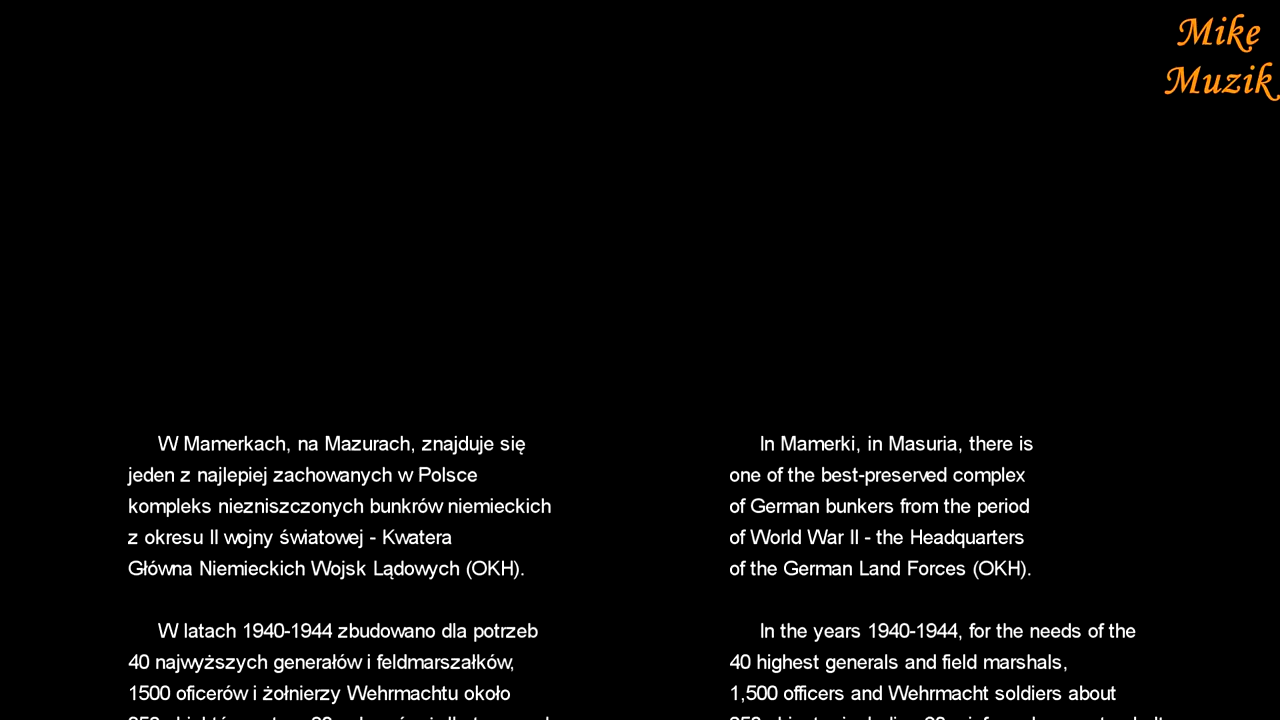 Mike
Muzik
W Mamerkach, na Mazurach, znajduje się
jeden z najlepiej zachowanych w Polsce
kompleks niezniszczonych bunkrów niemieckich
z okresu II wojny światowej - Kwatera
Główna Niemieckich Wojsk Lądowych (OKH).
W latach 1940-1944 zbudowano dla potrzeb
40 najwyższych generałów i feldmarszałków,
1500 oficerów i żołnierzy Wehrmachtu około
In Mamerki, in Masuria, there is
one of the best-preserved complex
of German bunkers from the period
of World War II - the Headquarters
of the German Land Forces (OKH).
In the years 1940-1944, for the needs of the
40 highest generals and field marshals,
1,500 officers and Wehrmacht soldiers about